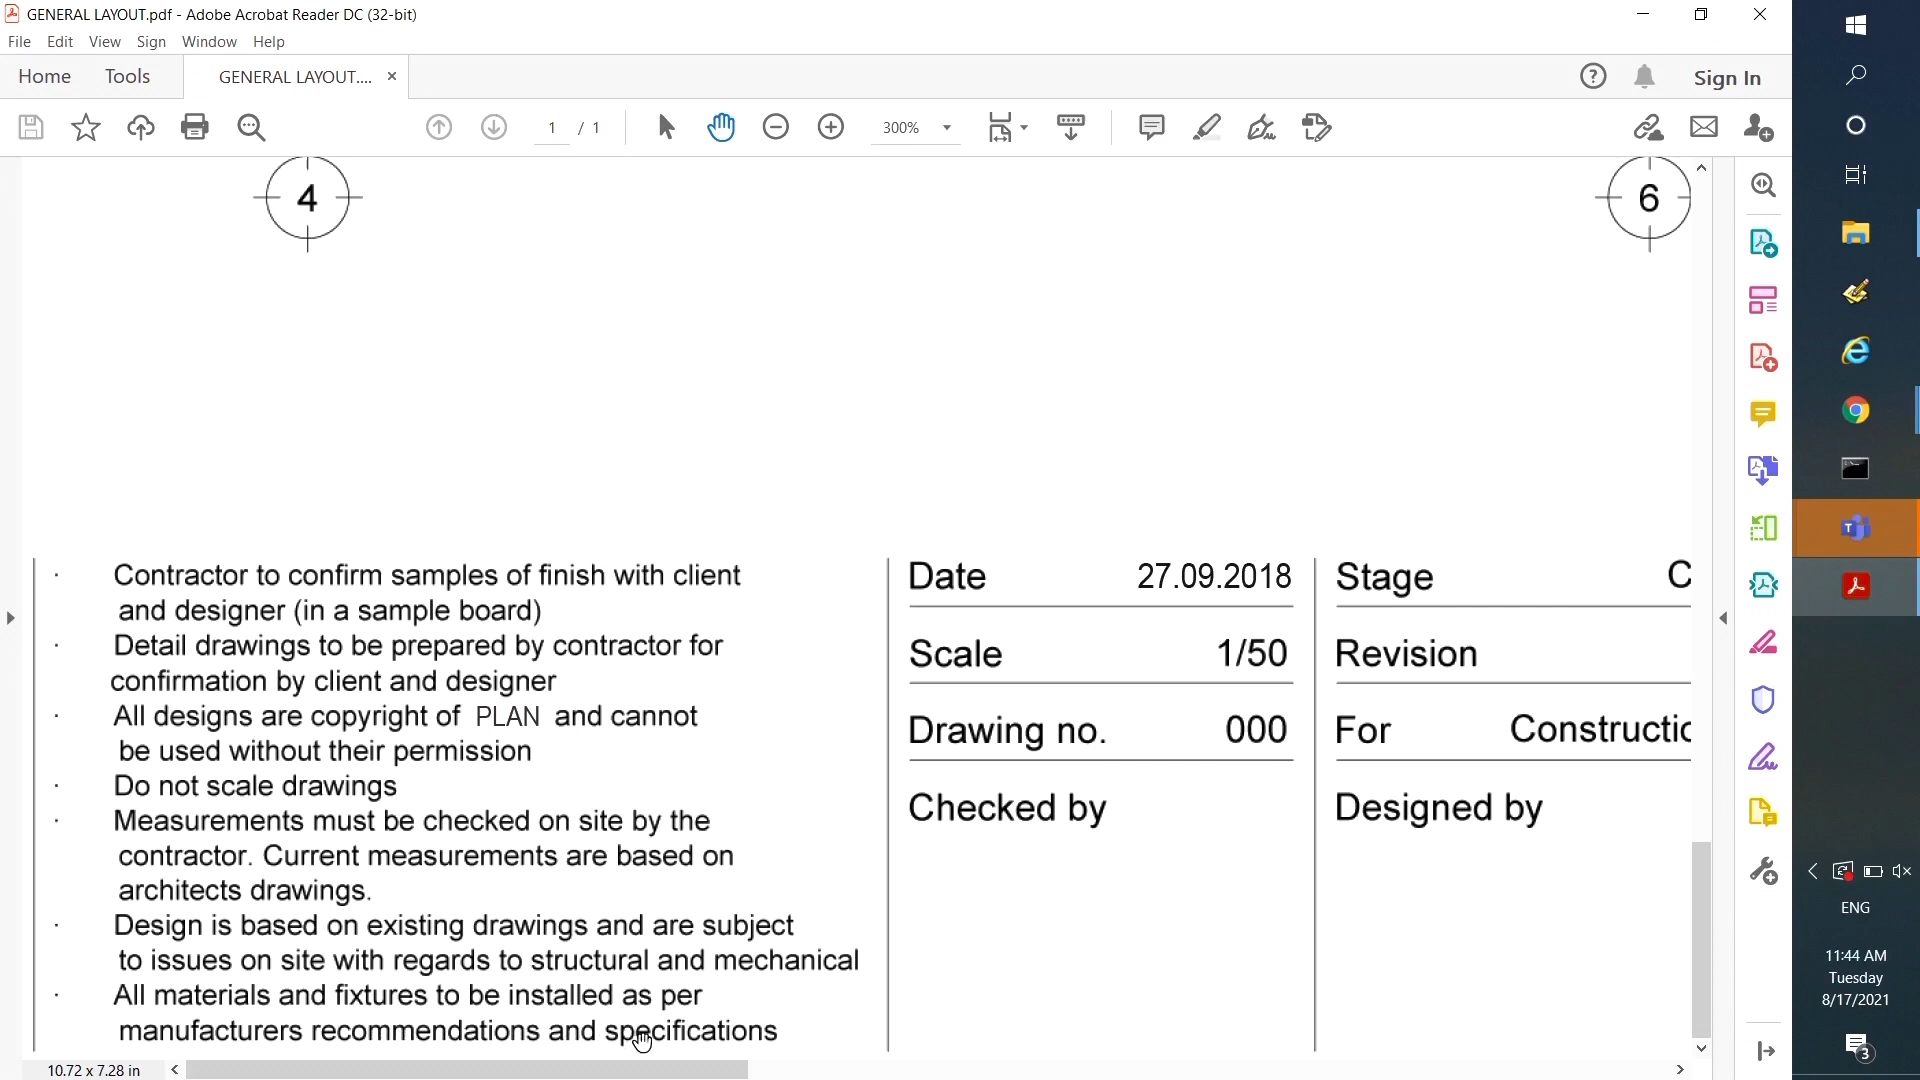 GENERAL LAYOUT.pdf - Adobe Acrobat Reader DC (32-bit)
File Edit View Sign Window Help
Home Tools GENERAL LAYOUT.... × Sign In
1 / 1 300%
4 6
· Contractor to confirm samples of finish with client
and designer (in a sample board)
· Detail drawings to be prepared by contractor for
confirmation by client and designer
· All designs are copyright of PLAN and cannot
be used without their permission
· Do not scale drawings
· Measurements must be checked on site by the
contractor. Current measurements are based on
architects drawings.
· Design is based on existing drawings and are subject
to issues on site with regards to structural and mechanical
· All materials and fixtures to be installed as per
manufacturers recommendations and specifications
Date 27.09.2018
Scale 1/50
Drawing no. 000
Checked by
Stage C
Revision
For Constructic
Designed by
10.72 x 7.28 in
ENG
11:44 AM
Tuesday
8/17/2021
3